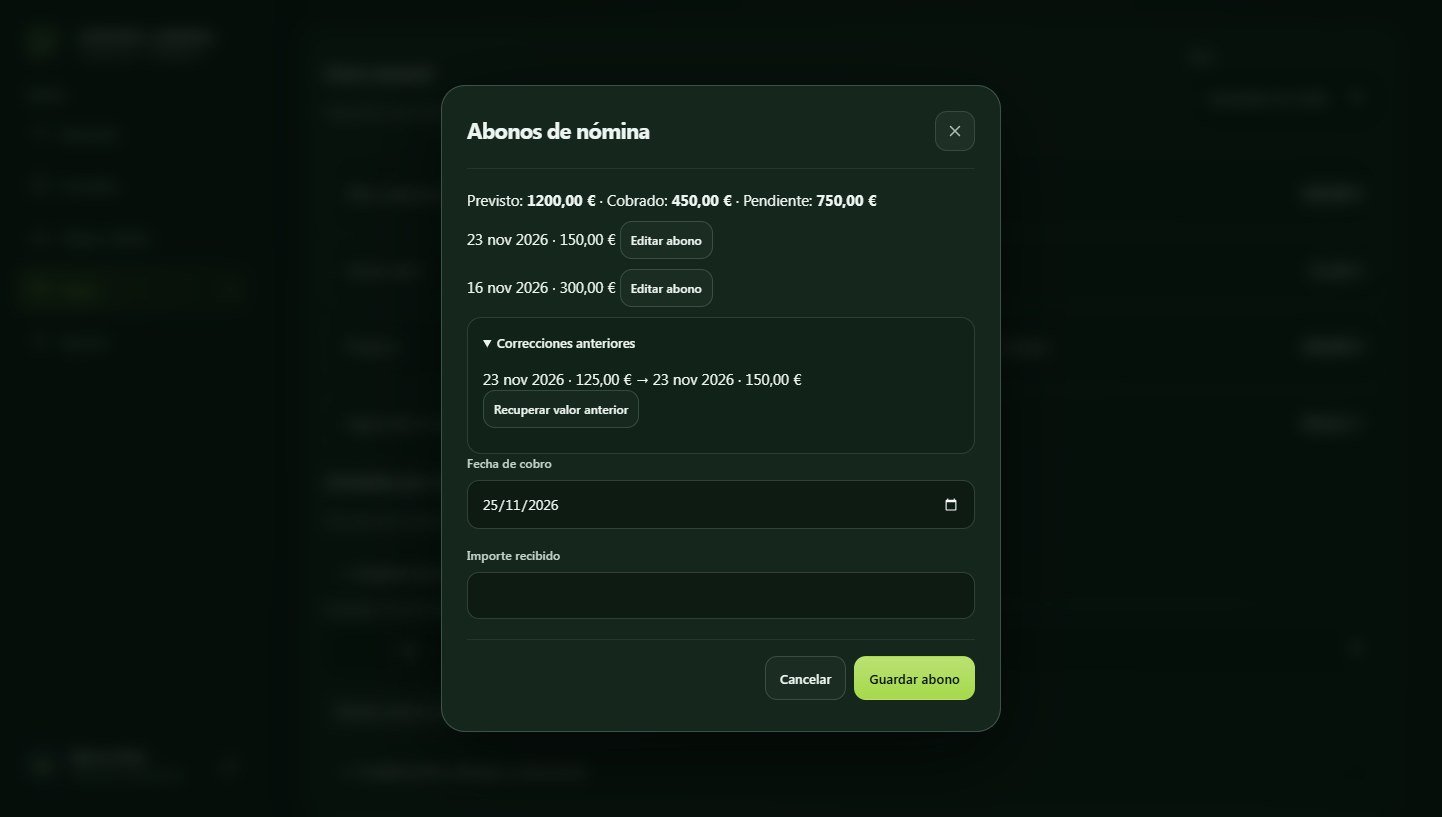 Abonos de nómina
Previsto: 1200,00 € · Cobrado: 450,00 € · Pendiente: 750,00 €
23 nov 2026 · 150,00 € Editar abono
16 nov 2026 · 300,00 € Editar abono
▼ Correcciones anteriores
23 nov 2026 · 125,00 € → 23 nov 2026 · 150,00 €
Recuperar valor anterior
Fecha de cobro
25/11/2026
Importe recibido
Cancelar Guardar abono